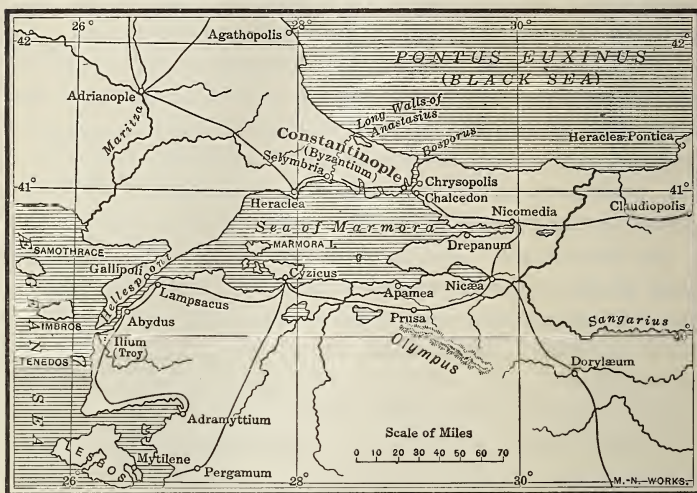 26°
28°
30°
42°
42°
Agathopolis
PONTUS EUXINUS
(BLACK SEA)
Adrianople
Maritza
Long Walls of
Anastasius
Bosporus
Heraclea Pontica
Constantinople
(Byzantium)
Selymbria
41°
41°
Chrysopolis
Chalcedon
Heraclea
Nicomedia
Claudiopolis
Sea of Marmora
Drepanum
SAMOTHRACE
MARMORA I.
Gallipoli
Hellespont
Cyzicus
Lampsacus
Apamea
Nicæa
IMBROS
Abydus
Prusa
Sangarius
Ilium
(Troy)
Olympus
TENEDOS
Dorylæum
ÆGEAN SEA
Adramyttium
Scale of Miles
0 10 20 30 40 50 60 70
LESBOS
Mytilene
Pergamum
26°
28°
30°
M.-N. WORKS.